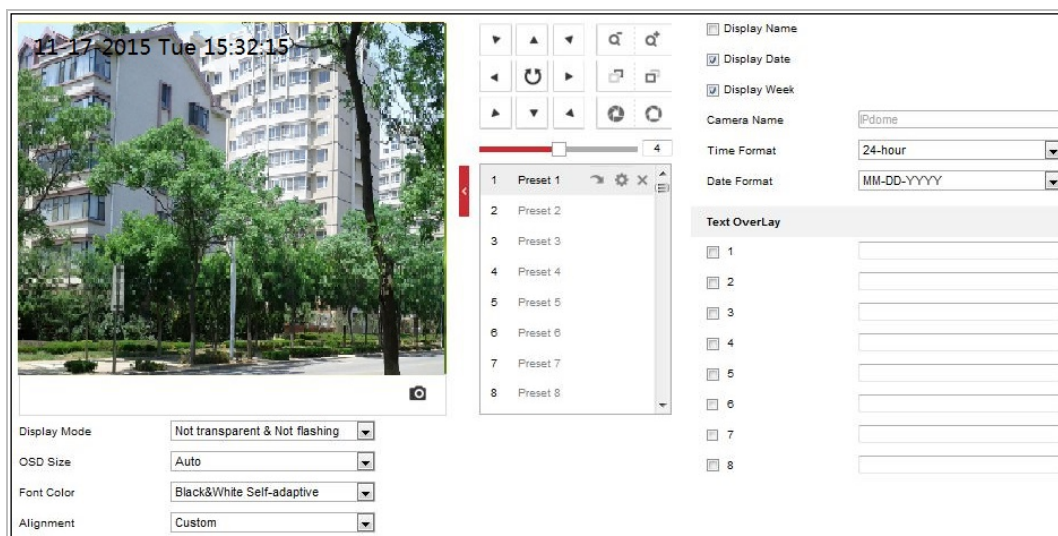 11-17-2015 Tue 15:32:15
Display Mode Not transparent & Not flashing
OSD Size Auto
Font Color Black&White Self-adaptive
Alignment Custom
4
1 Preset 1
2 Preset 2
3 Preset 3
4 Preset 4
5 Preset 5
6 Preset 6
7 Preset 7
8 Preset 8
Display Name
Display Date
Display Week
Camera Name IPdome
Time Format 24-hour
Date Format MM-DD-YYYY
Text OverLay
1
2
3
4
5
6
7
8